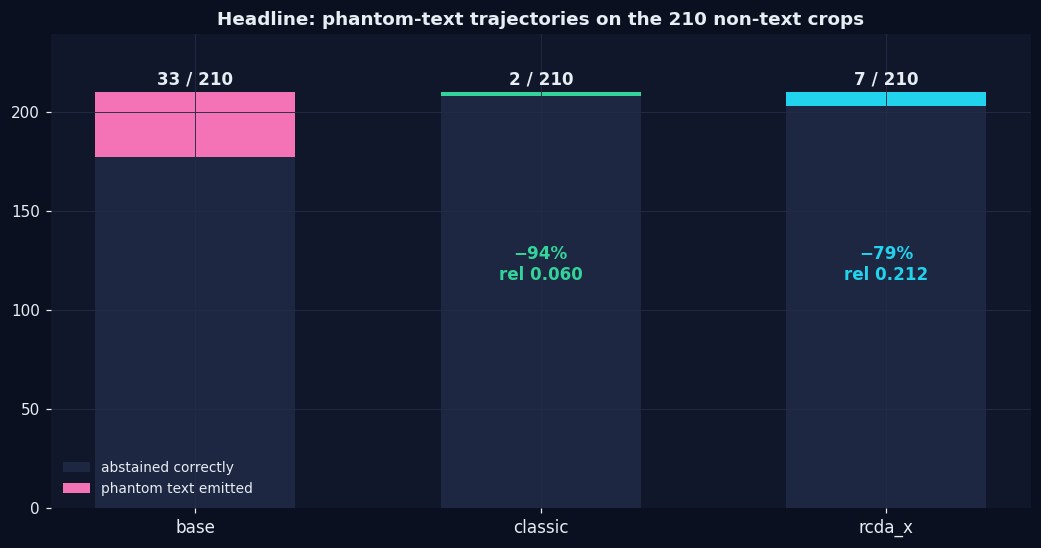 Headline: phantom-text trajectories on the 210 non-text crops
33 / 210
2 / 210
7 / 210
200
150
100
50
0
−94%
rel 0.060
−79%
rel 0.212
abstained correctly
phantom text emitted
base
classic
rcda_x